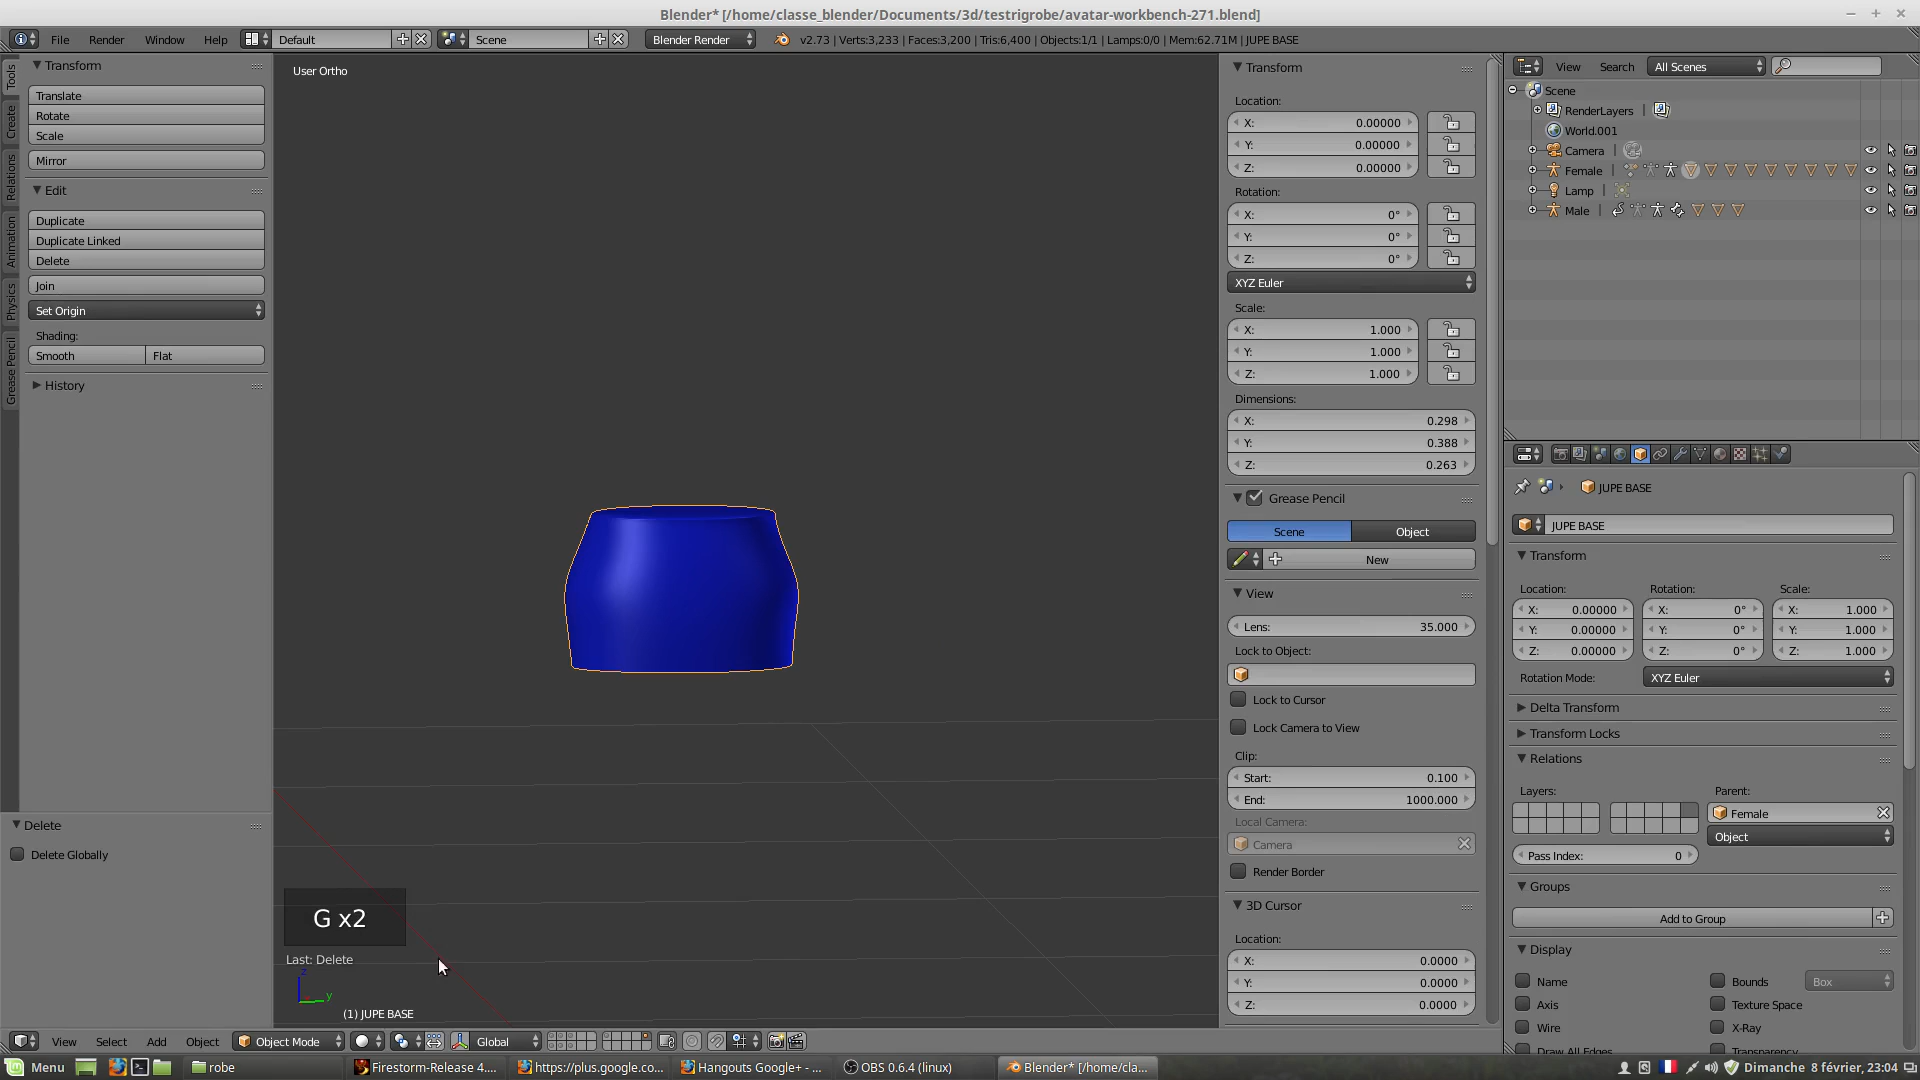 Blender* [/home/classe_blender/Documents/3d/testrigrobe/avatar-workbench-271.blend]
File Render Window Help Default Scene Blender Render v2.73 | Verts:3,233 | Faces:3,200 | Tris:6,400 | Objects:1/1 | Lamps:0/0 | Mem:62.71M | JUPE BASE
Tools
Create
Relations
Animation
Physics
Grease Pencil
Transform
Translate
Rotate
Scale
Mirror
Edit
Duplicate
Duplicate Linked
Delete
Join
Set Origin
Shading:
Smooth Flat
History
Delete
Delete Globally
User Ortho
G x2
Last: Delete
z
y
(1) JUPE BASE
Transform
Location:
X: 0.00000
Y: 0.00000
Z: 0.00000
Rotation:
X: 0°
Y: 0°
Z: 0°
XYZ Euler
Scale:
X: 1.000
Y: 1.000
Z: 1.000
Dimensions:
X: 0.298
Y: 0.388
Z: 0.263
Grease Pencil
Scene Object
New
View
Lens: 35.000
Lock to Object:
Lock to Cursor
Lock Camera to View
Clip:
Start: 0.100
End: 1000.000
Local Camera:
Camera
Render Border
3D Cursor
Location:
X: 0.0000
Y: 0.0000
Z: 0.0000
View Search All Scenes
Scene
RenderLayers |
World.001
Camera |
Female |
Lamp |
Male |
JUPE BASE
JUPE BASE
Transform
Location: Rotation: Scale:
X: 0.00000 X: 0° X: 1.000
Y: 0.00000 Y: 0° Y: 1.000
Z: 0.00000 Z: 0° Z: 1.000
Rotation Mode: XYZ Euler
Delta Transform
Transform Locks
Relations
Layers: Parent:
Female
Object
Pass Index: 0
Groups
Add to Group
Display
Name Bounds Box
Axis Texture Space
Wire X-Ray
Draw All Edges Transparency
View Select Add Object Object Mode Global
Menu robe Firestorm-Release 4.... https://plus.google.co... Hangouts Google+ - ... OBS 0.6.4 (linux) Blender* [/home/cla... Dimanche 8 février, 23:04